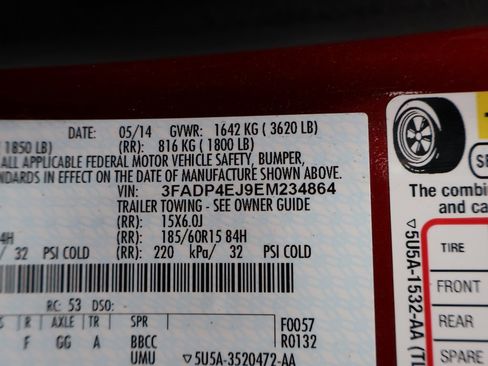 DATE: 05/14 GVWR: 1642 KG ( 3620 LB)
1850 LB) (RR): 816 KG ( 1800 LB)
ALL APPLICABLE FEDERAL MOTOR VEHICLE SAFETY, BUMPER,
IN EFFECT ON THE DATE OF MANUFACTURE SHOWN ABOVE
VIN: 3FADP4EJ9EM234864
TRAILER TOWING - SEE OWNER GUIDE
(RR): 15X6.0J
4H (RR): 185/60R15 84H
/ 32 PSI COLD (RR): 220 kPa/ 32 PSI COLD
RC: 53 DSO:
R AXLE TR SPR F0057
F GG A BBCC R0132
UMU ▽5U5A-3520472-AA
The
and
TIRE
FRONT
REAR
SPARE
▽5U5A-1532-AA